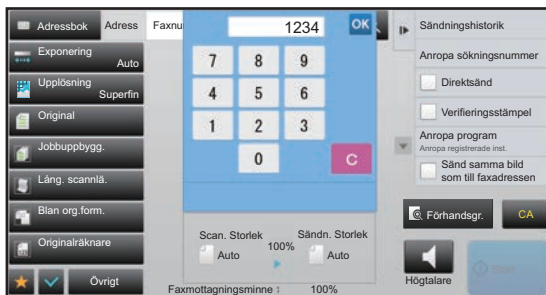 Adressbok
Adress
Faxnu
1234
OK
Exponering
Auto
Upplösning
Superfin
Original
Jobbuppbygg.
Lång. scannlä.
Blan org.form.
Originalräknare
Övrigt
7 8 9
4 5 6
1 2 3
0 C
Scan. Storlek
Auto
100%
Sändn. Storlek
Auto
Faxmottagningsminne : 100%
Sändningshistorik
Anropa sökningsnummer
Direktsänd
Verifieringsstämpel
Anropa program
Anropa registrerade inst.
Sänd samma bild
som till faxadressen
Förhandsgr.
CA
Högtalare
Start